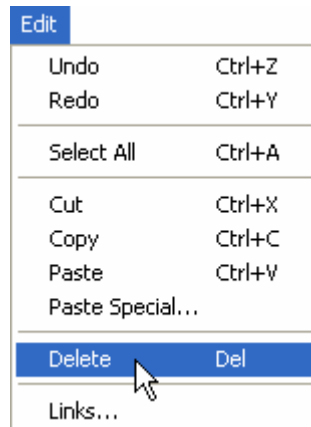 Edit
Undo Ctrl+Z
Redo Ctrl+Y
Select All Ctrl+A
Cut Ctrl+X
Copy Ctrl+C
Paste Ctrl+V
Paste Special...
Delete Del
Links...